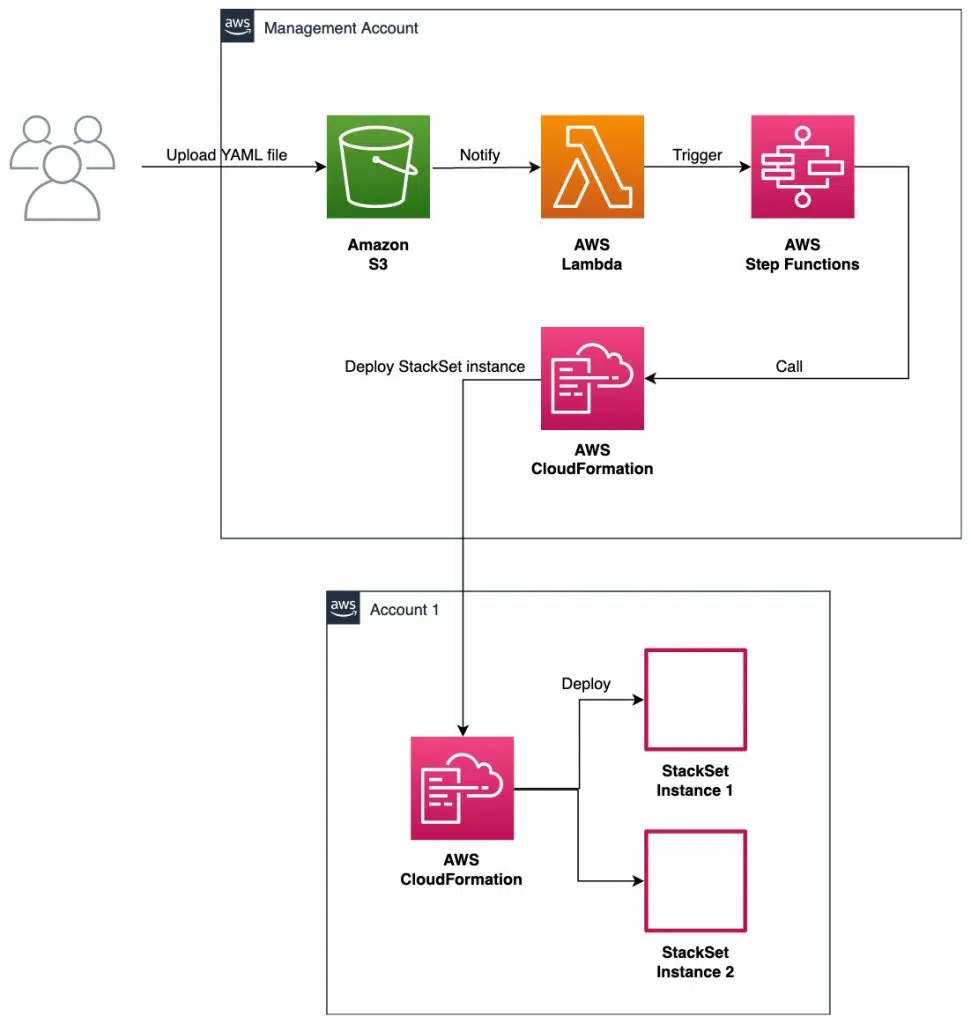 aws
Management Account
Upload YAML file
Notify
Trigger
Amazon
S3
AWS
Lambda
AWS
Step Functions
Deploy StackSet instance
Call
AWS
CloudFormation
aws
Account 1
Deploy
StackSet
Instance 1
AWS
CloudFormation
StackSet
Instance 2